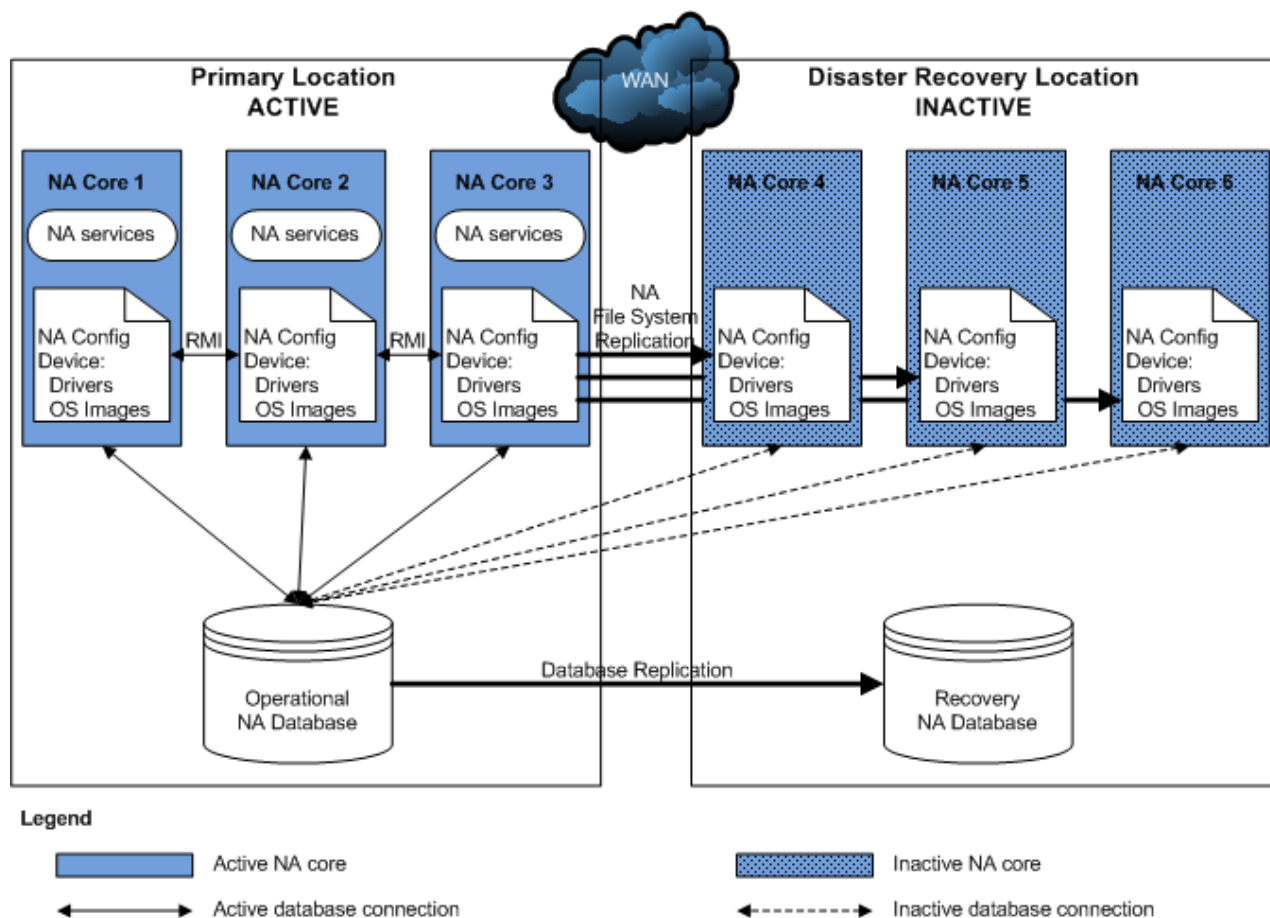 WAN
Primary Location
ACTIVE
Disaster Recovery Location
INACTIVE
NA Core 1
NA services
NA Config
Device:
Drivers
OS Images
RMI
NA Core 2
NA services
NA Config
Device:
Drivers
OS Images
RMI
NA Core 3
NA services
NA Config
Device:
Drivers
OS Images
NA
File System
Replication
NA Core 4
NA Config
Device:
Drivers
OS Images
NA Core 5
NA Config
Device:
Drivers
OS Images
NA Core 6
NA Config
Device:
Drivers
OS Images
Operational
NA Database
Database Replication
Recovery
NA Database
Legend
Active NA core
Inactive NA core
Active database connection
Inactive database connection